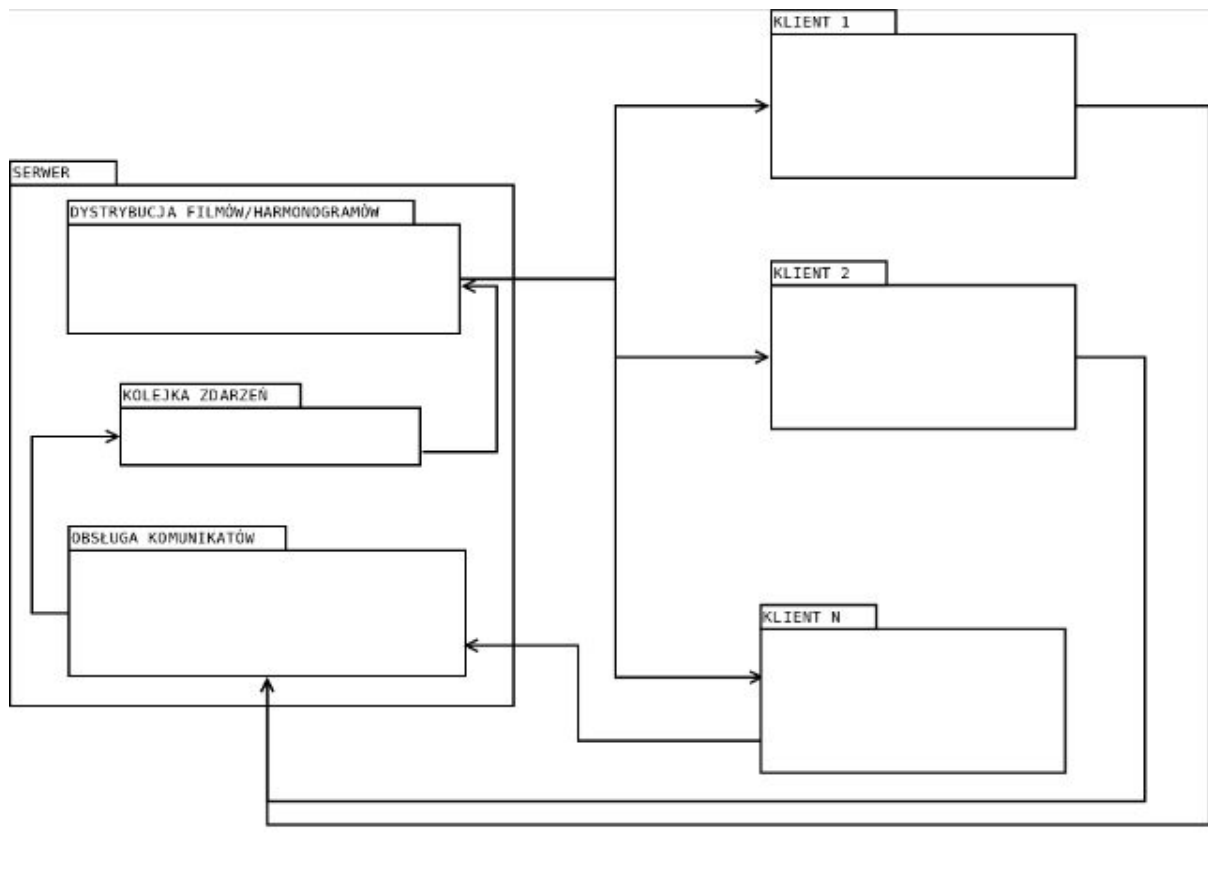 KLIENT 1
SERWER
DYSTRYBUCJA FILMÓW/HARMONOGRAMÓW
KLIENT 2
KOLEJKA ZDARZEŃ
OBSŁUGA KOMUNIKATÓW
KLIENT N